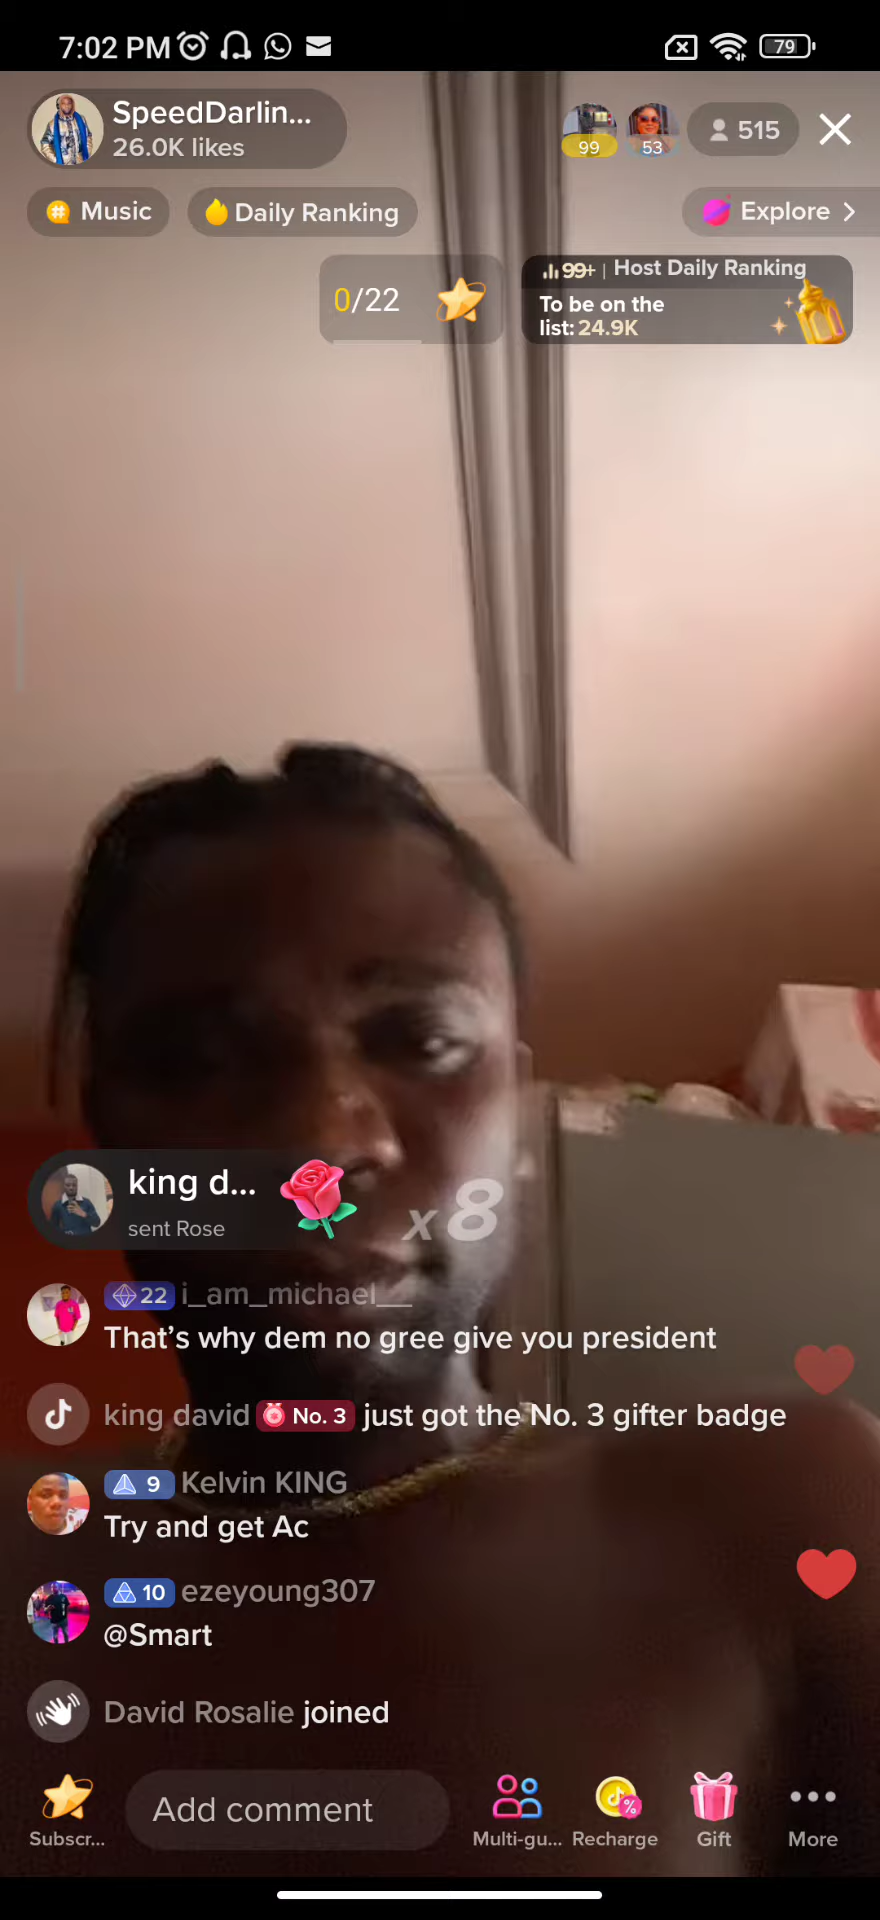 7:02 PM
79
SpeedDarlin...
26.0K likes
99
53
515
Music
Daily Ranking
Explore
0/22
99+ | Host Daily Ranking
To be on the
list: 24.9K
king d...
sent Rose
x8
22 i_am_michael__
That's why dem no gree give you president
king david No. 3 just got the No. 3 gifter badge
9 Kelvin KING
Try and get Ac
10 ezeyoung307
@Smart
David Rosalie joined
Add comment
Subscr...
Multi-gu...
Recharge
Gift
More